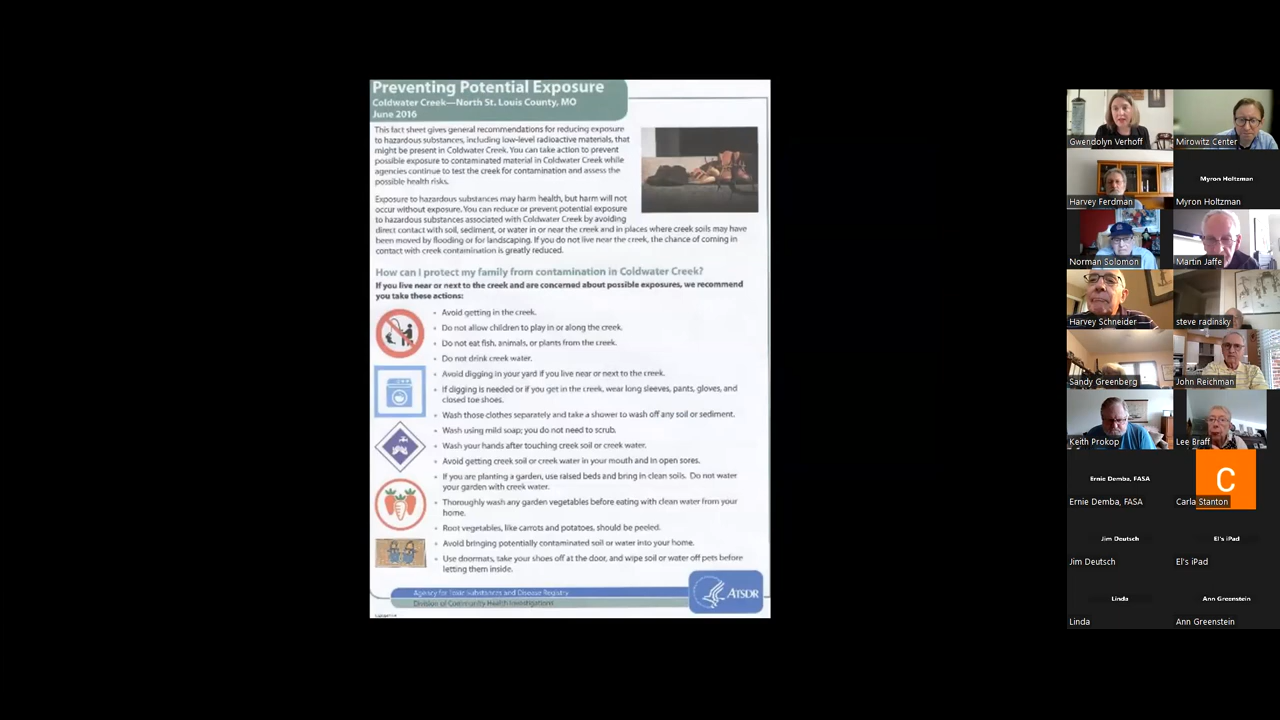 Preventing Potential Exposure
Coldwater Creek—North St. Louis County, MO
June 2016
This fact sheet gives general recommendations for reducing exposure
to hazardous substances, including low-level radioactive materials, that
might be present in Coldwater Creek. You can take action to prevent
possible exposure to contaminated material in Coldwater Creek while
agencies continue to test the creek for contamination and assess the
possible health risks.
Exposure to hazardous substances may harm health, but harm will not
occur without exposure. You can reduce or prevent potential exposure
to hazardous substances associated with Coldwater Creek by avoiding
direct contact with soil, sediment, or water in or near the creek and in places where creek soils may have
been moved by flooding or for landscaping. If you do not live near the creek, the chance of coming in
contact with creek contamination is greatly reduced.
How can I protect my family from contamination in Coldwater Creek?
If you live near or next to the creek and are concerned about possible exposures, we recommend
you take these actions:
• Avoid getting in the creek.
• Do not allow children to play in or along the creek.
• Do not eat fish, animals, or plants from the creek.
• Do not drink creek water.
• Avoid digging in your yard if you live near or next to the creek.
• If digging is needed or if you get in the creek, wear long sleeves, pants, gloves, and
closed toe shoes.
• Wash those clothes separately and take a shower to wash off any soil or sediment.
• Wash using mild soap; you do not need to scrub.
• Wash your hands after touching creek soil or creek water.
• Avoid getting creek soil or creek water in your mouth and in open sores.
• If you are planting a garden, use raised beds and bring in clean soils. Do not water
your garden with creek water.
• Thoroughly wash any garden vegetables before eating with clean water from your
home.
• Root vegetables, like carrots and potatoes, should be peeled.
• Avoid bringing potentially contaminated soil or water into your home.
• Use doormats, take your shoes off at the door, and wipe soil or water off pets before
letting them inside.
Agency for Toxic Substances and Disease Registry
Division of Community Health Investigations
ATSDR
Gwendolyn Verhoff
Mirowitz Center
Harvey Ferdman
Myron Holtzman
Myron Holtzman
Norman Solomon
Martin Jaffe
Harvey Schneider
steve radinsky
Sandy Greenberg
John Reichman
Keith Prokop
Lee Braff
Ernie Demba, FASA
Ernie Demba, FASA
C
Carla Stanton
Jim Deutsch
Jim Deutsch
El's iPad
El's iPad
Linda
Linda
Ann Greenstein
Ann Greenstein